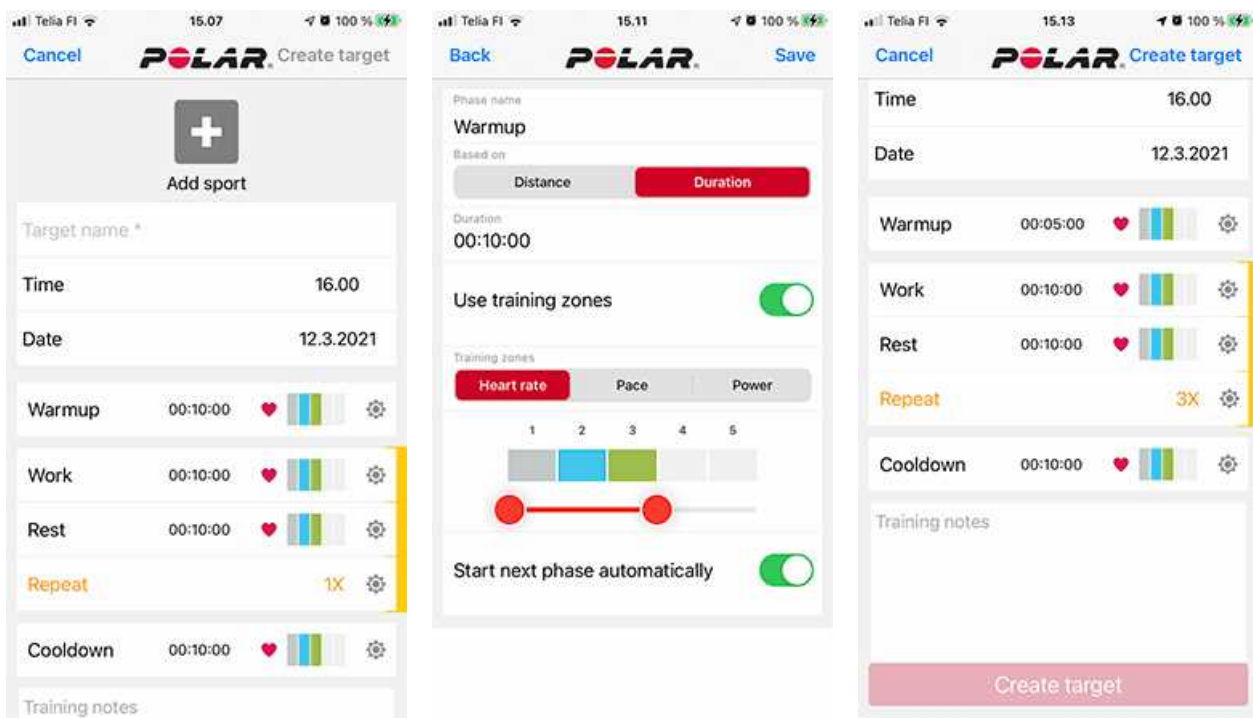 Telia FI 15.07 100 %
Cancel POLAR. Create target
Add sport
Target name *
Time 16.00
Date 12.3.2021
Warmup 00:10:00
Work 00:10:00
Rest 00:10:00
Repeat 1X
Cooldown 00:10:00
Training notes
Telia FI 15.11 100 %
Back POLAR. Save
Phase name
Warmup
Based on
Distance Duration
Duration
00:10:00
Use training zones
Training zones
Heart rate Pace Power
1 2 3 4 5
Start next phase automatically
Telia FI 15.13 100 %
Cancel POLAR. Create target
Time 16.00
Date 12.3.2021
Warmup 00:05:00
Work 00:10:00
Rest 00:10:00
Repeat 3X
Cooldown 00:10:00
Training notes
Create target